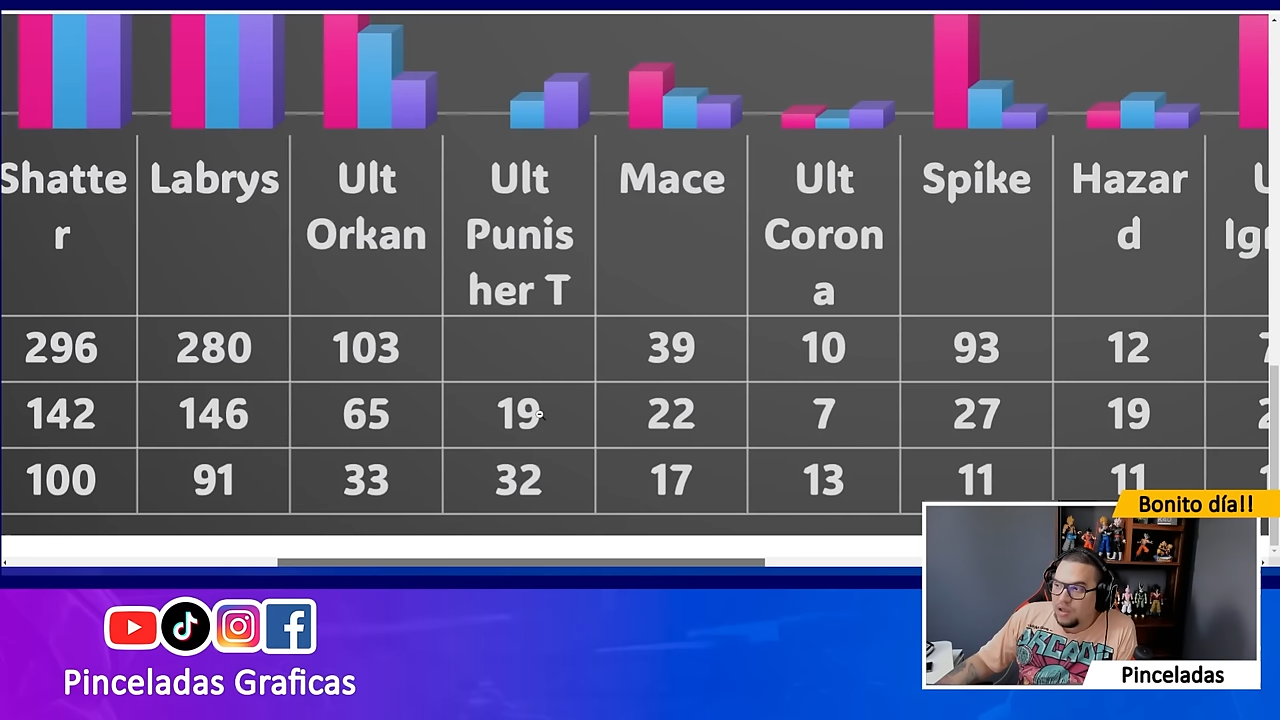 Shatte
r
Labrys
Ult
Orkan
Ult
Punis
her T
Mace
Ult
Coron
a
Spike
Hazar
d
296 280 103 39 10 93 12
142 146 65 19 22 7 27 19
100 91 33 32 17 13 11 11
Bonito día!!
Pinceladas Graficas
Pinceladas